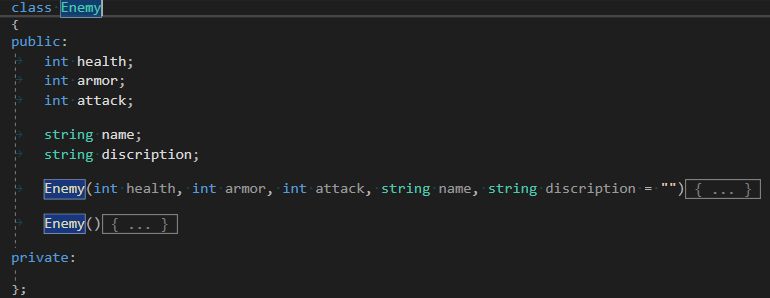 class Enemy
{
public:
int health;
int armor;
int attack;
string name;
string discription;
Enemy(int health, int armor, int attack, string name, string discription = ""){ ... }
Enemy(){ ... }
private:
};